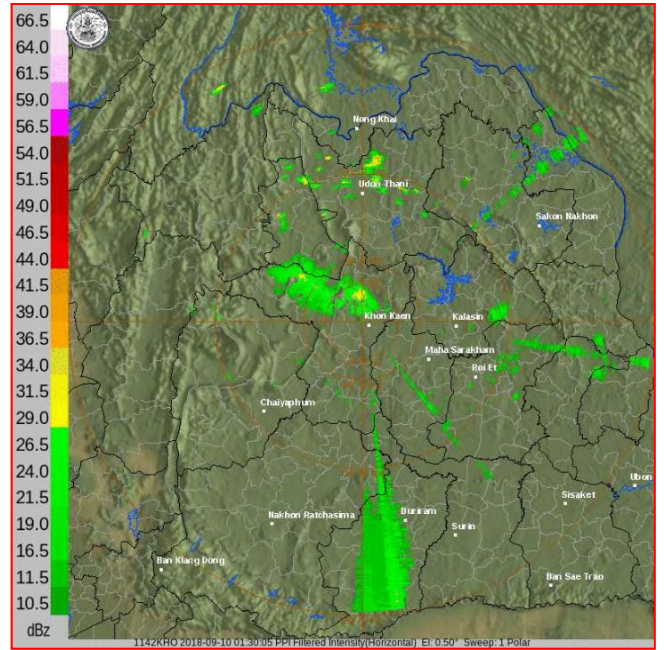 66.5
64.0
61.5
59.0
56.5
54.0
51.5
49.0
46.5
44.0
41.5
39.0
36.5
34.0
31.5
29.0
26.5
24.0
21.5
19.0
16.5
11.5
10.5
dBz
Nong Khai
Udon Thani
Sakon Nakhon
Khon Kaen
Kalasin
Maha Sarakham
Roi Et
Chaiyaphum
Ubon
Sisaket
Nakhon Ratchasima
Buriram
Surin
Ban Klang Dong
Ban Sae Trao
1142KHO 2018-09-10 01:30:05 PPI Filtered Intensity(Horizontal) El: 0.50° Sweep: 1 Polar